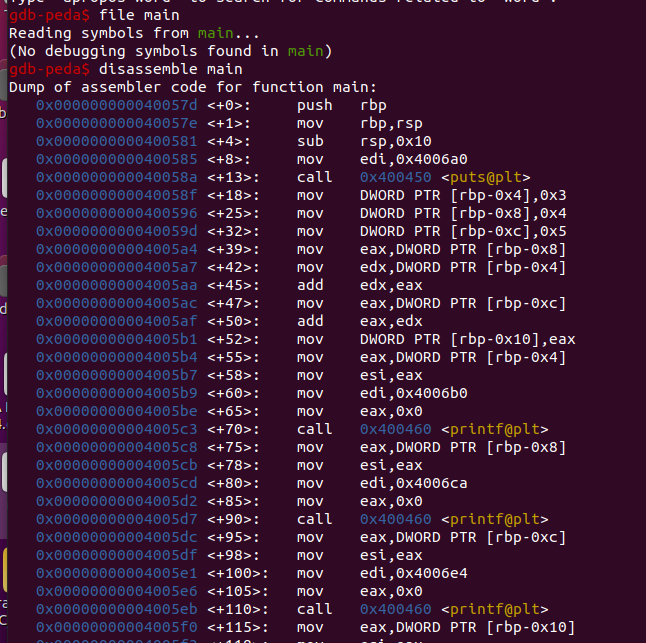 gdb-peda$ file main
Reading symbols from main...
(No debugging symbols found in main)
gdb-peda$ disassemble main
Dump of assembler code for function main:
0x000000000040057d <+0>: push rbp
0x000000000040057e <+1>: mov rbp,rsp
0x0000000000400581 <+4>: sub rsp,0x10
0x0000000000400585 <+8>: mov edi,0x4006a0
0x000000000040058a <+13>: call 0x400450 <puts@plt>
0x000000000040058f <+18>: mov DWORD PTR [rbp-0x4],0x3
0x0000000000400596 <+25>: mov DWORD PTR [rbp-0x8],0x4
0x000000000040059d <+32>: mov DWORD PTR [rbp-0xc],0x5
0x00000000004005a4 <+39>: mov eax,DWORD PTR [rbp-0x8]
0x00000000004005a7 <+42>: mov edx,DWORD PTR [rbp-0x4]
0x00000000004005aa <+45>: add edx,eax
0x00000000004005ac <+47>: mov eax,DWORD PTR [rbp-0xc]
0x00000000004005af <+50>: add eax,edx
0x00000000004005b1 <+52>: mov DWORD PTR [rbp-0x10],eax
0x00000000004005b4 <+55>: mov eax,DWORD PTR [rbp-0x4]
0x00000000004005b7 <+58>: mov esi,eax
0x00000000004005b9 <+60>: mov edi,0x4006b0
0x00000000004005be <+65>: mov eax,0x0
0x00000000004005c3 <+70>: call 0x400460 <printf@plt>
0x00000000004005c8 <+75>: mov eax,DWORD PTR [rbp-0x8]
0x00000000004005cb <+78>: mov esi,eax
0x00000000004005cd <+80>: mov edi,0x4006ca
0x00000000004005d2 <+85>: mov eax,0x0
0x00000000004005d7 <+90>: call 0x400460 <printf@plt>
0x00000000004005dc <+95>: mov eax,DWORD PTR [rbp-0xc]
0x00000000004005df <+98>: mov esi,eax
0x00000000004005e1 <+100>: mov edi,0x4006e4
0x00000000004005e6 <+105>: mov eax,0x0
0x00000000004005eb <+110>: call 0x400460 <printf@plt>
0x00000000004005f0 <+115>: mov eax,DWORD PTR [rbp-0x10]